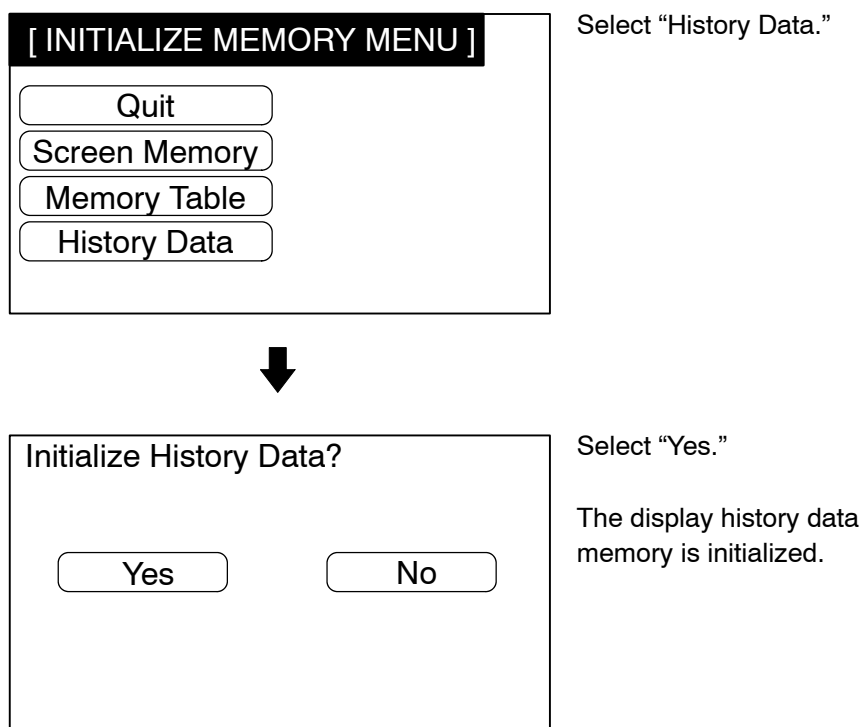 [ INITIALIZE MEMORY MENU ]
Select “History Data.”
Quit
Screen Memory
Memory Table
History Data
Initialize History Data?
Select “Yes.”
The display history data
memory is initialized.
Yes
No